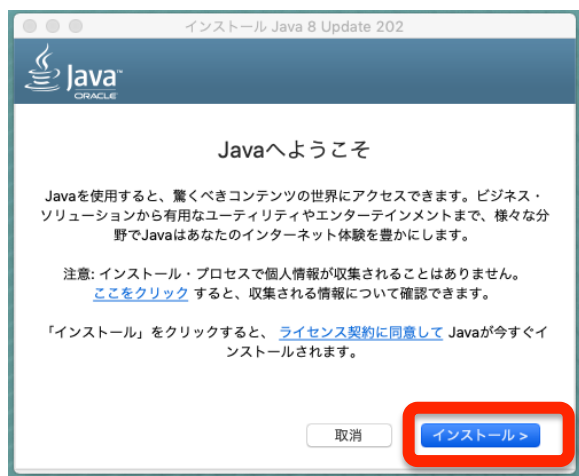 インストール Java 8 Update 202
Java™
ORACLE
Javaへようこそ
Javaを使用すると、驚くべきコンテンツの世界にアクセスできます。ビジネス・
ソリューションから有用なユーティリティやエンターテインメントまで、様々な分
野でJavaはあなたのインターネット体験を豊かにします。
注意: インストール・プロセスで個人情報が収集されることはありません。
ここをクリック すると、収集される情報について確認できます。
「インストール」をクリックすると、 ライセンス契約に同意して Javaが今すぐイ
ンストールされます。
取消 インストール >